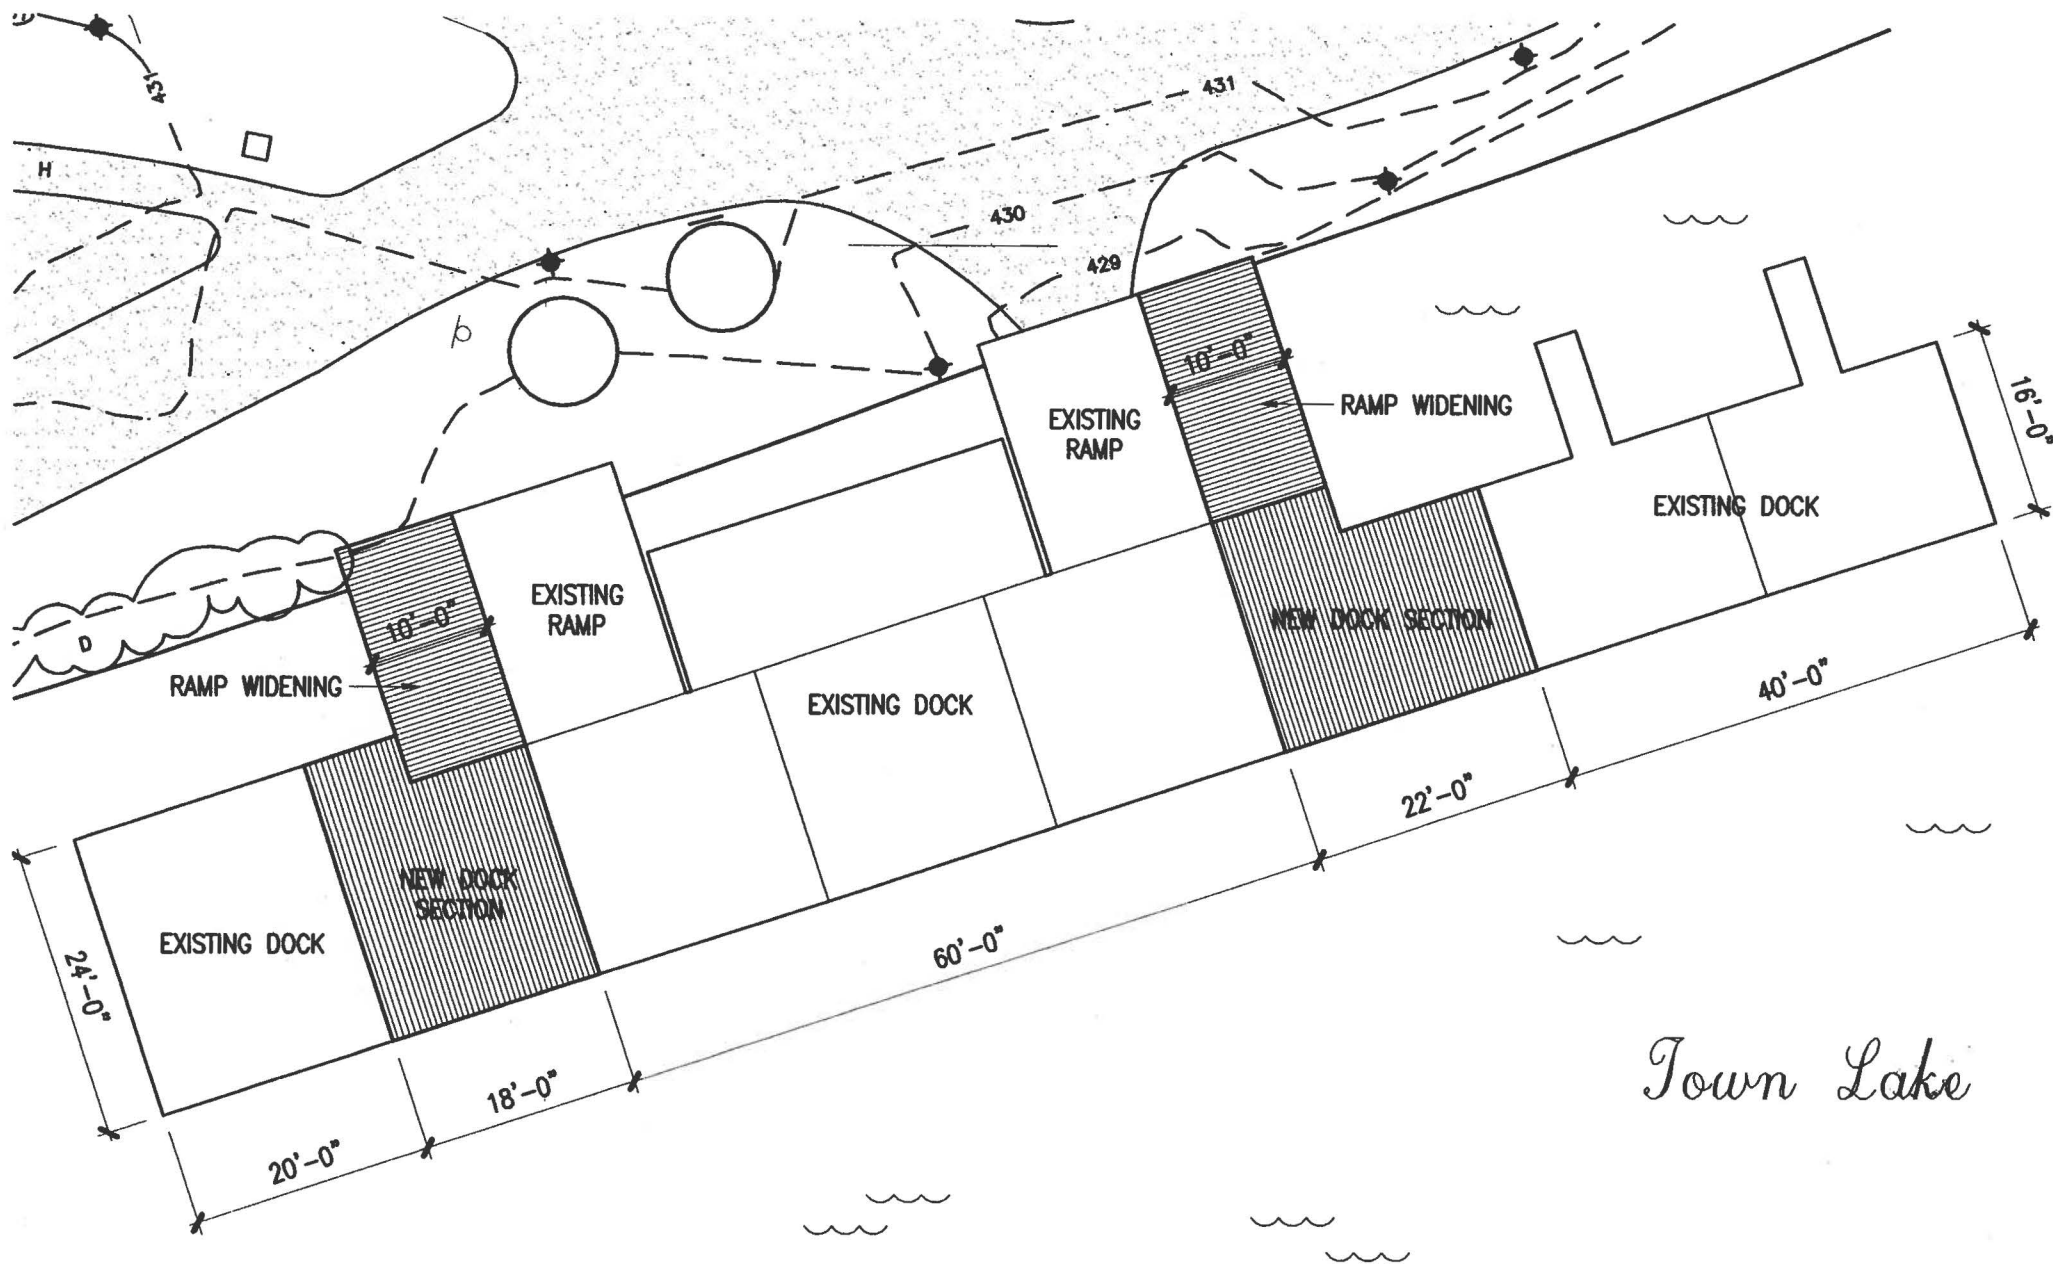 431
431
H
430
429
10'-0"
RAMP WIDENING
EXISTING
RAMP
16'-0"
EXISTING DOCK
EXISTING
RAMP
10'-0"
NEW DOCK SECTION
D
RAMP WIDENING
EXISTING DOCK
40'-0"
22'-0"
NEW DOCK
SECTION
EXISTING DOCK
24'-0"
60'-0"
18'-0"
20'-0"
Town Lake